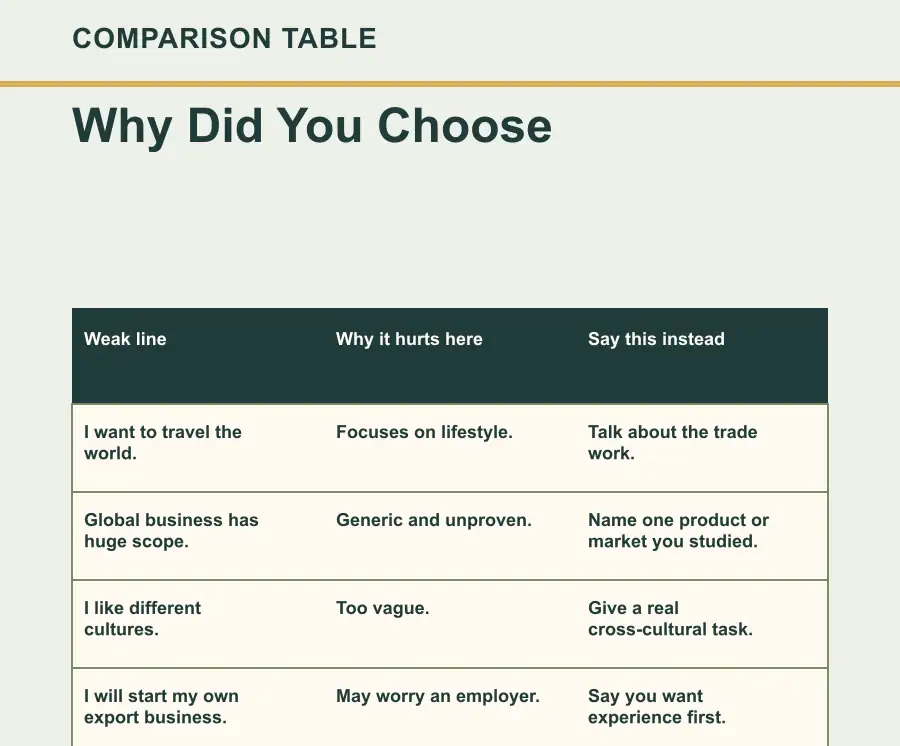 COMPARISON TABLE
Why Did You Choose
Weak line
Why it hurts here
Say this instead
I want to travel the
world.
Focuses on lifestyle.
Talk about the trade
work.
Global business has
huge scope.
Generic and unproven.
Name one product or
market you studied.
I like different
cultures.
Too vague.
Give a real
cross-cultural task.
I will start my own
export business.
May worry an employer.
Say you want
experience first.